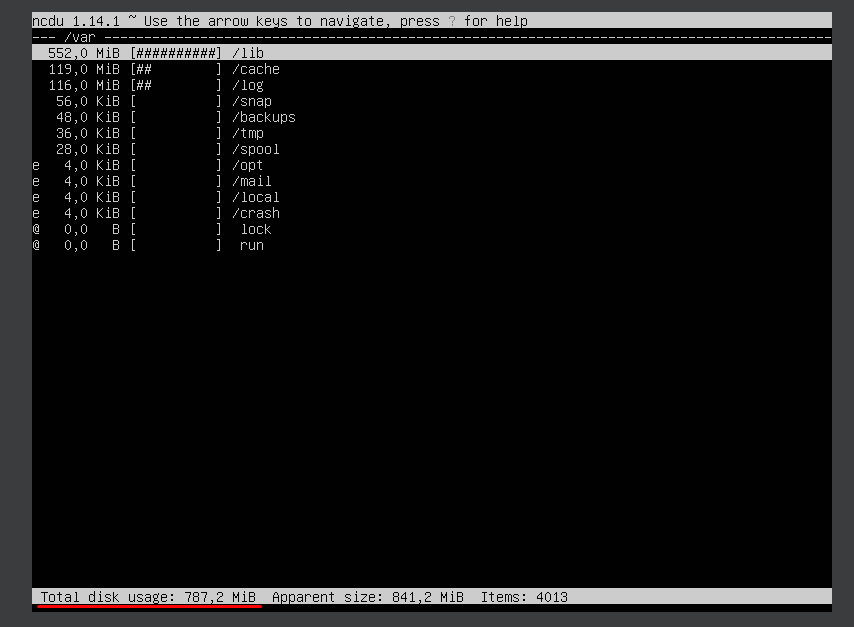 ncdu 1.14.1 ~ Use the arrow keys to navigate, press ? for help
--- /var ---------------------------------------------------------------------------------------------
  552,0 MiB [##########] /lib
  119,0 MiB [##        ] /cache
  116,0 MiB [##        ] /log
   56,0 KiB [          ] /snap
   48,0 KiB [          ] /backups
   36,0 KiB [          ] /tmp
   28,0 KiB [          ] /spool
e   4,0 KiB [          ] /opt
e   4,0 KiB [          ] /mail
e   4,0 KiB [          ] /local
e   4,0 KiB [          ] /crash
@   0,0   B [          ]  lock
@   0,0   B [          ]  run
Total disk usage: 787,2 MiB  Apparent size: 841,2 MiB  Items: 4013